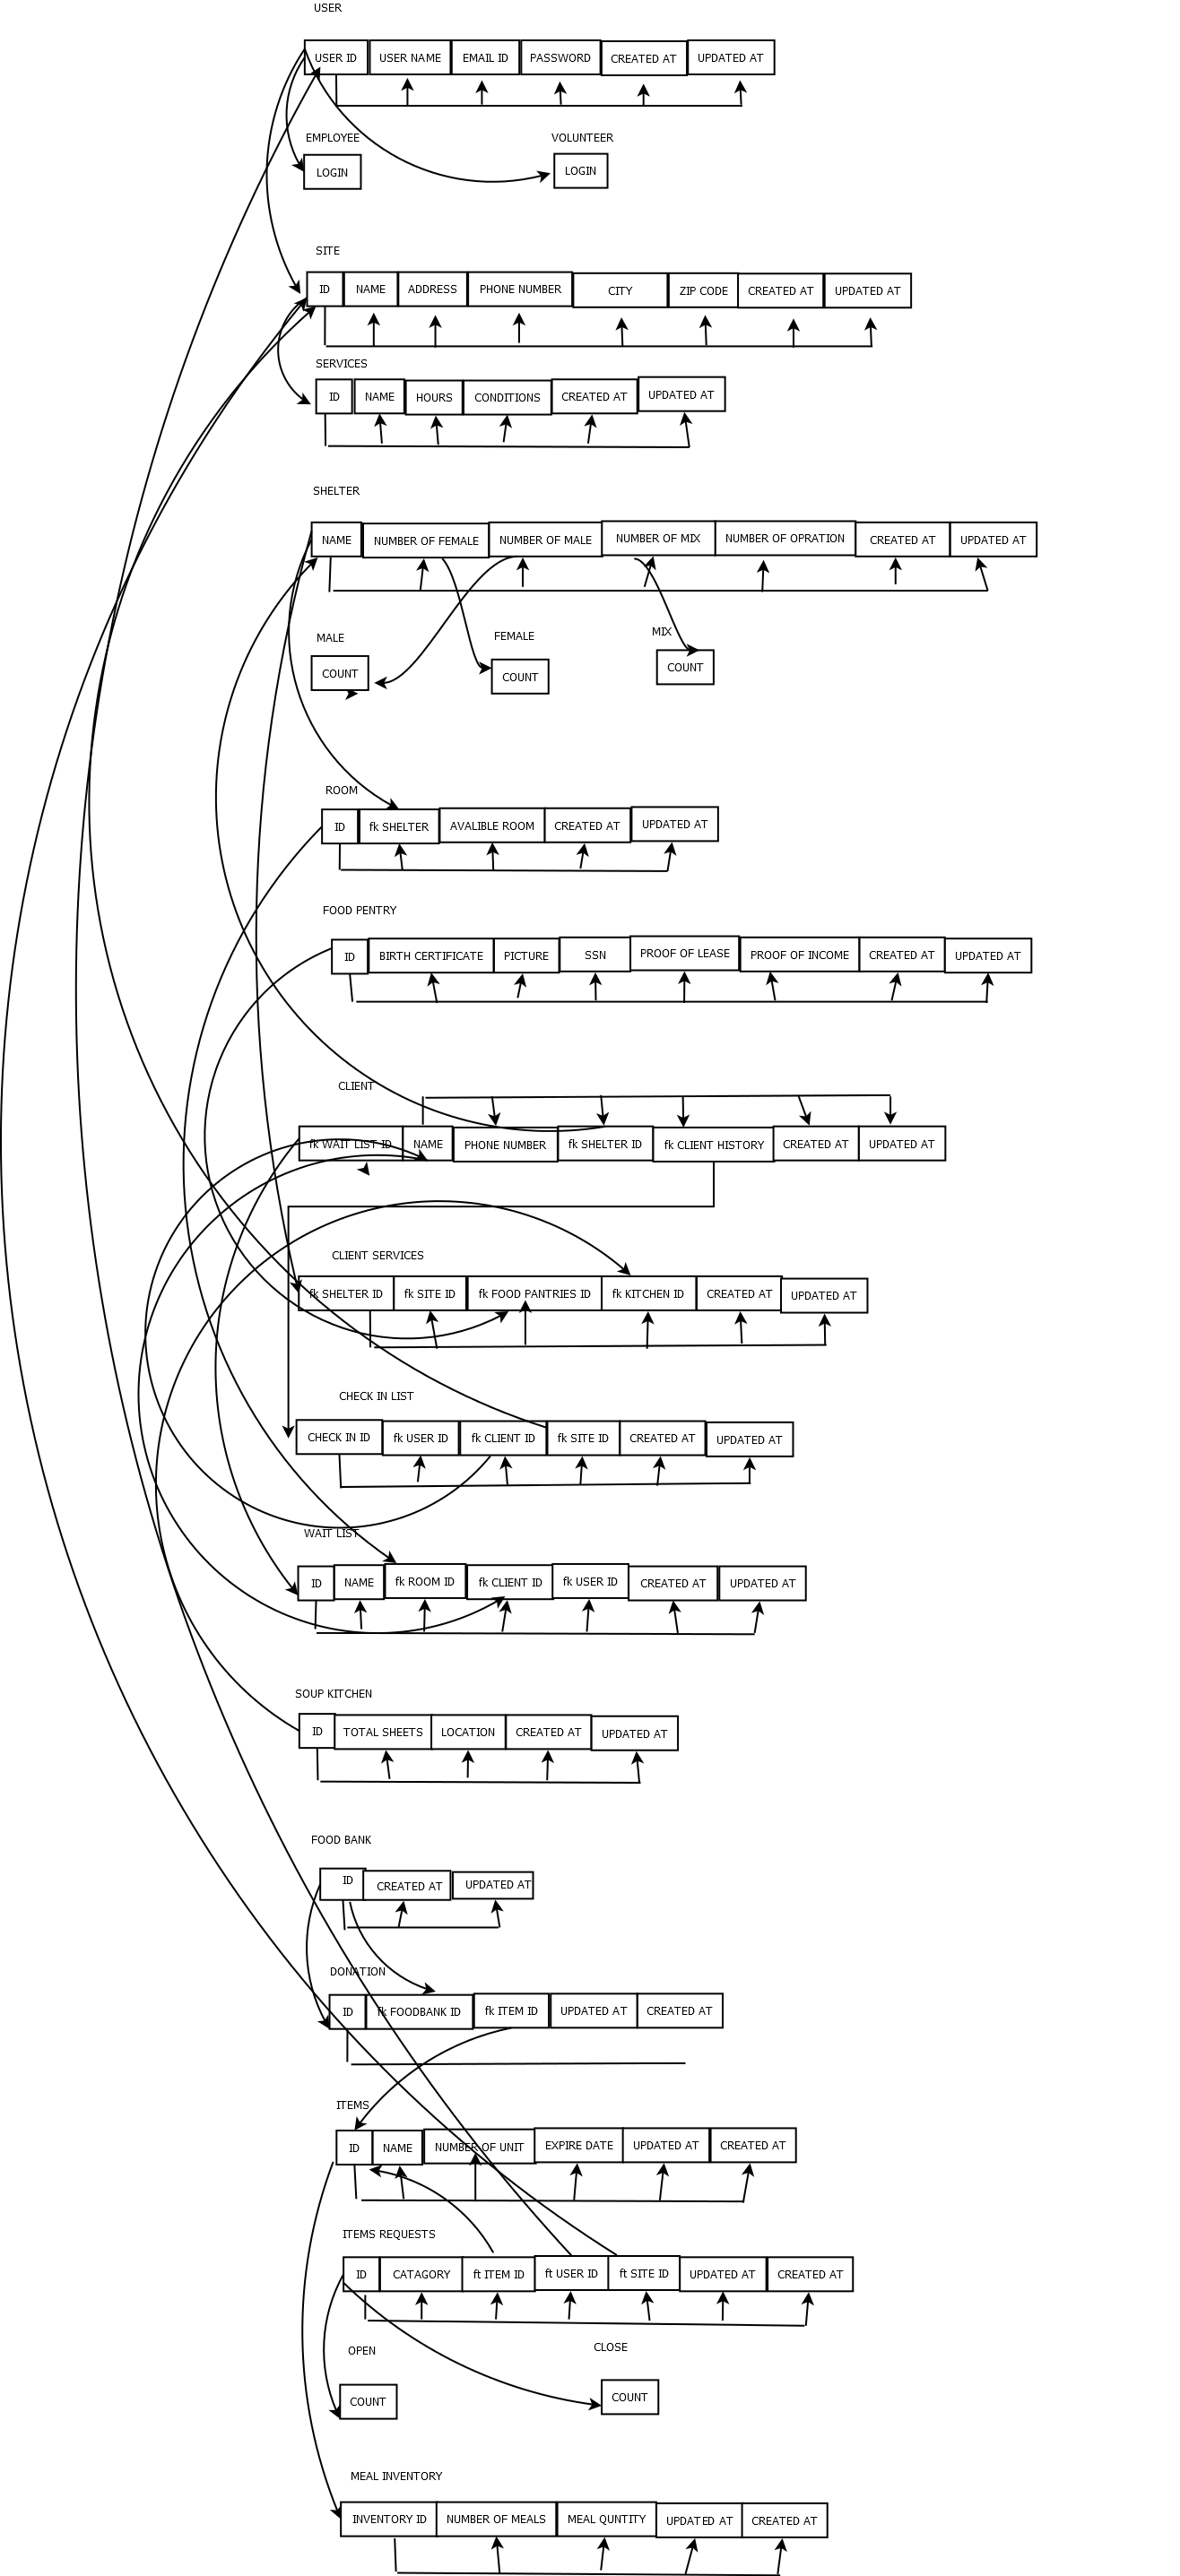 USER
USER ID USER NAME EMAIL ID PASSWORD CREATED AT UPDATED AT
EMPLOYEE VOLUNTEER
LOGIN LOGIN
SITE
ID NAME ADDRESS PHONE NUMBER CITY ZIP CODE CREATED AT UPDATED AT
SERVICES
ID NAME HOURS CONDITIONS CREATED AT UPDATED AT
SHELTER
NAME NUMBER OF FEMALE NUMBER OF MALE NUMBER OF MIX NUMBER OF OPRATION CREATED AT UPDATED AT
MALE FEMALE MIX
COUNT COUNT COUNT
ROOM
ID fk SHELTER AVALIBLE ROOM CREATED AT UPDATED AT
FOOD PENTRY
ID BIRTH CERTIFICATE PICTURE SSN PROOF OF LEASE PROOF OF INCOME CREATED AT UPDATED AT
CLIENT
fk WAIT LIST ID NAME PHONE NUMBER fk SHELTER ID fk CLIENT HISTORY CREATED AT UPDATED AT
CLIENT SERVICES
fk SHELTER ID fk SITE ID fk FOOD PANTRIES ID fk KITCHEN ID CREATED AT UPDATED AT
CHECK IN LIST
CHECK IN ID fk USER ID fk CLIENT ID fk SITE ID CREATED AT UPDATED AT
WAIT LIST
ID NAME fk ROOM ID fk CLIENT ID fk USER ID CREATED AT UPDATED AT
SOUP KITCHEN
ID TOTAL SHEETS LOCATION CREATED AT UPDATED AT
FOOD BANK
ID CREATED AT UPDATED AT
DONATION
ID fk FOODBANK ID fk ITEM ID UPDATED AT CREATED AT
ITEMS
ID NAME NUMBER OF UNIT EXPIRE DATE UPDATED AT CREATED AT
ITEMS REQUESTS
ID CATAGORY ft ITEM ID ft USER ID ft SITE ID UPDATED AT CREATED AT
OPEN CLOSE
COUNT COUNT
MEAL INVENTORY
INVENTORY ID NUMBER OF MEALS MEAL QUNTITY UPDATED AT CREATED AT